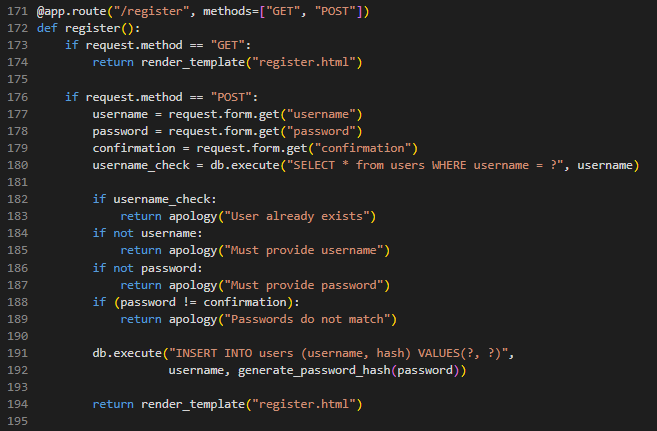 171 @app.route("/register", methods=["GET", "POST"])
172 def register():
173     if request.method == "GET":
174         return render_template("register.html")
175
176     if request.method == "POST":
177         username = request.form.get("username")
178         password = request.form.get("password")
179         confirmation = request.form.get("confirmation")
180         username_check = db.execute("SELECT * from users WHERE username = ?", username)
181
182         if username_check:
183             return apology("User already exists")
184         if not username:
185             return apology("Must provide username")
186         if not password:
187             return apology("Must provide password")
188         if (password != confirmation):
189             return apology("Passwords do not match")
190
191         db.execute("INSERT INTO users (username, hash) VALUES(?, ?)",
192                    username, generate_password_hash(password))
193
194         return render_template("register.html")
195